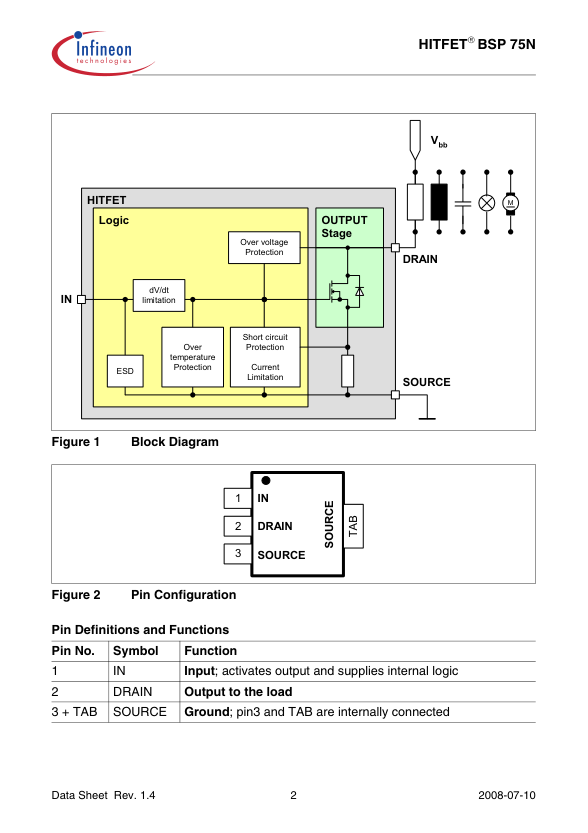 Infineon
technologies
HITFET® BSP 75N
Vbb
HITFET
Logic
OUTPUT
Stage
Over voltage
Protection
DRAIN
M
IN
dV/dt
limitation
Over
temperature
Protection
Short circuit
Protection
Current
Limitation
ESD
SOURCE
Figure 1 Block Diagram
1 IN
2 DRAIN
3 SOURCE
SOURCE
TAB
Figure 2 Pin Configuration
Pin Definitions and Functions
Pin No. Symbol Function
1 IN Input; activates output and supplies internal logic
2 DRAIN Output to the load
3 + TAB SOURCE Ground; pin3 and TAB are internally connected
Data Sheet Rev. 1.4 2 2008-07-10